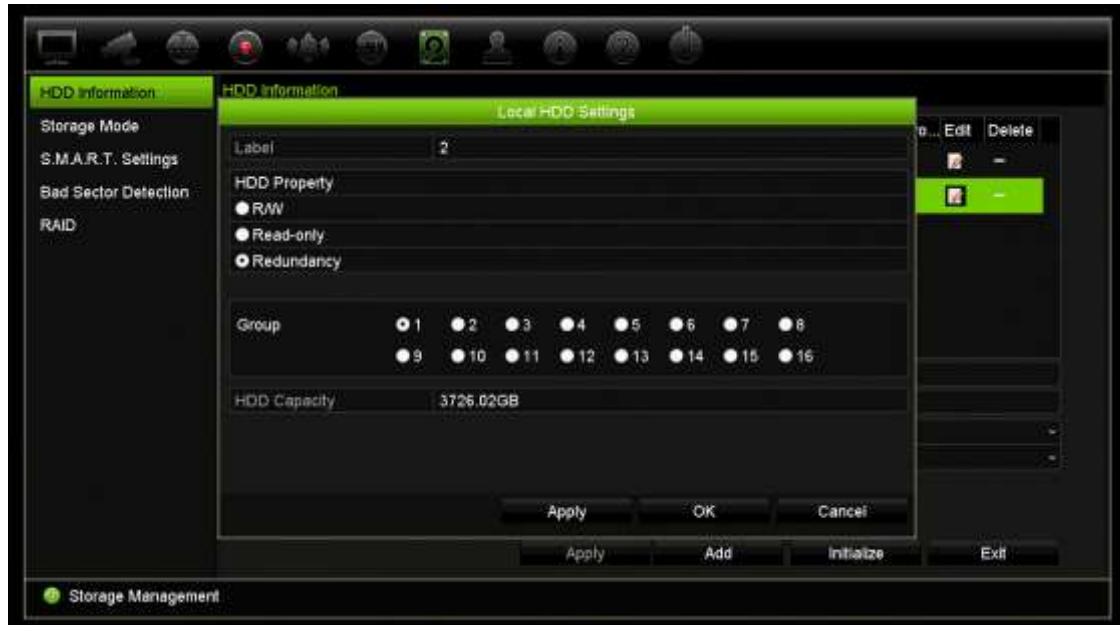 HDD Information
HDD Information
Local HDD Settings
Storage Mode
S.M.A.R.T. Settings
Bad Sector Detection
RAID
Edit Delete
Label 2
HDD Property
R/W
Read-only
Redundancy
Group 1 2 3 4 5 6 7 8
9 10 11 12 13 14 15 16
HDD Capacity 3726.02GB
Apply OK Cancel
Apply Add Initialize Exit
Storage Management